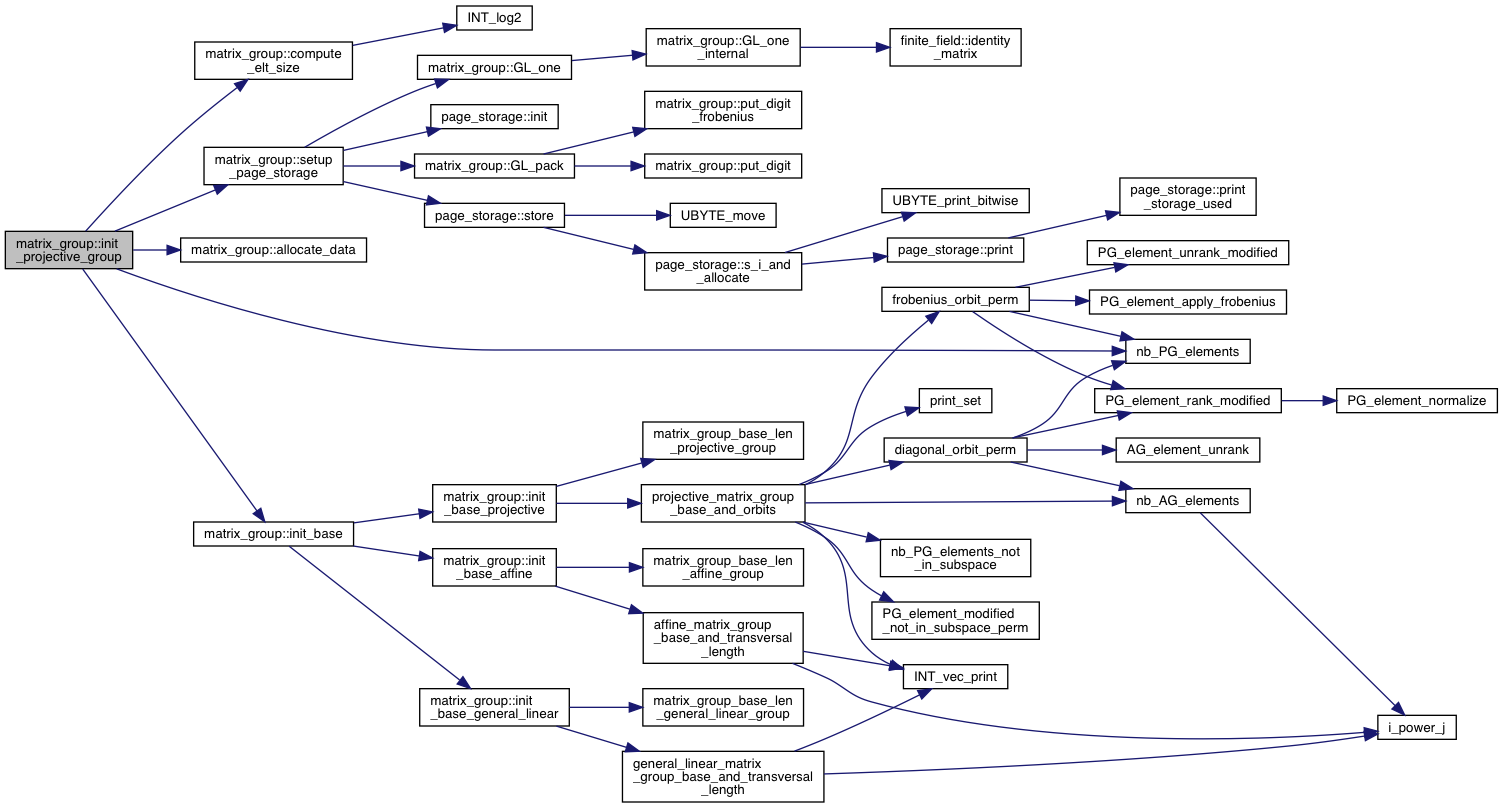 matrix_group::init
_projective_group
matrix_group::compute
_elt_size
INT_log2
matrix_group::setup
_page_storage
matrix_group::GL_one
matrix_group::GL_one
_internal
finite_field::identity
_matrix
page_storage::init
matrix_group::GL_pack
matrix_group::put_digit
_frobenius
matrix_group::put_digit
page_storage::store
UBYTE_move
page_storage::s_i_and
_allocate
UBYTE_print_bitwise
page_storage::print
page_storage::print
_storage_used
matrix_group::allocate_data
matrix_group::init_base
matrix_group::init
_base_projective
matrix_group_base_len
_projective_group
projective_matrix_group
_base_and_orbits
frobenius_orbit_perm
PG_element_unrank_modified
PG_element_apply_frobenius
nb_PG_elements
PG_element_rank_modified
PG_element_normalize
print_set
diagonal_orbit_perm
AG_element_unrank
nb_AG_elements
nb_PG_elements_not
_in_subspace
PG_element_modified
_not_in_subspace_perm
INT_vec_print
matrix_group::init
_base_affine
matrix_group_base_len
_affine_group
affine_matrix_group
_base_and_transversal
_length
matrix_group::init
_base_general_linear
matrix_group_base_len
_general_linear_group
general_linear_matrix
_group_base_and_transversal
_length
i_power_j